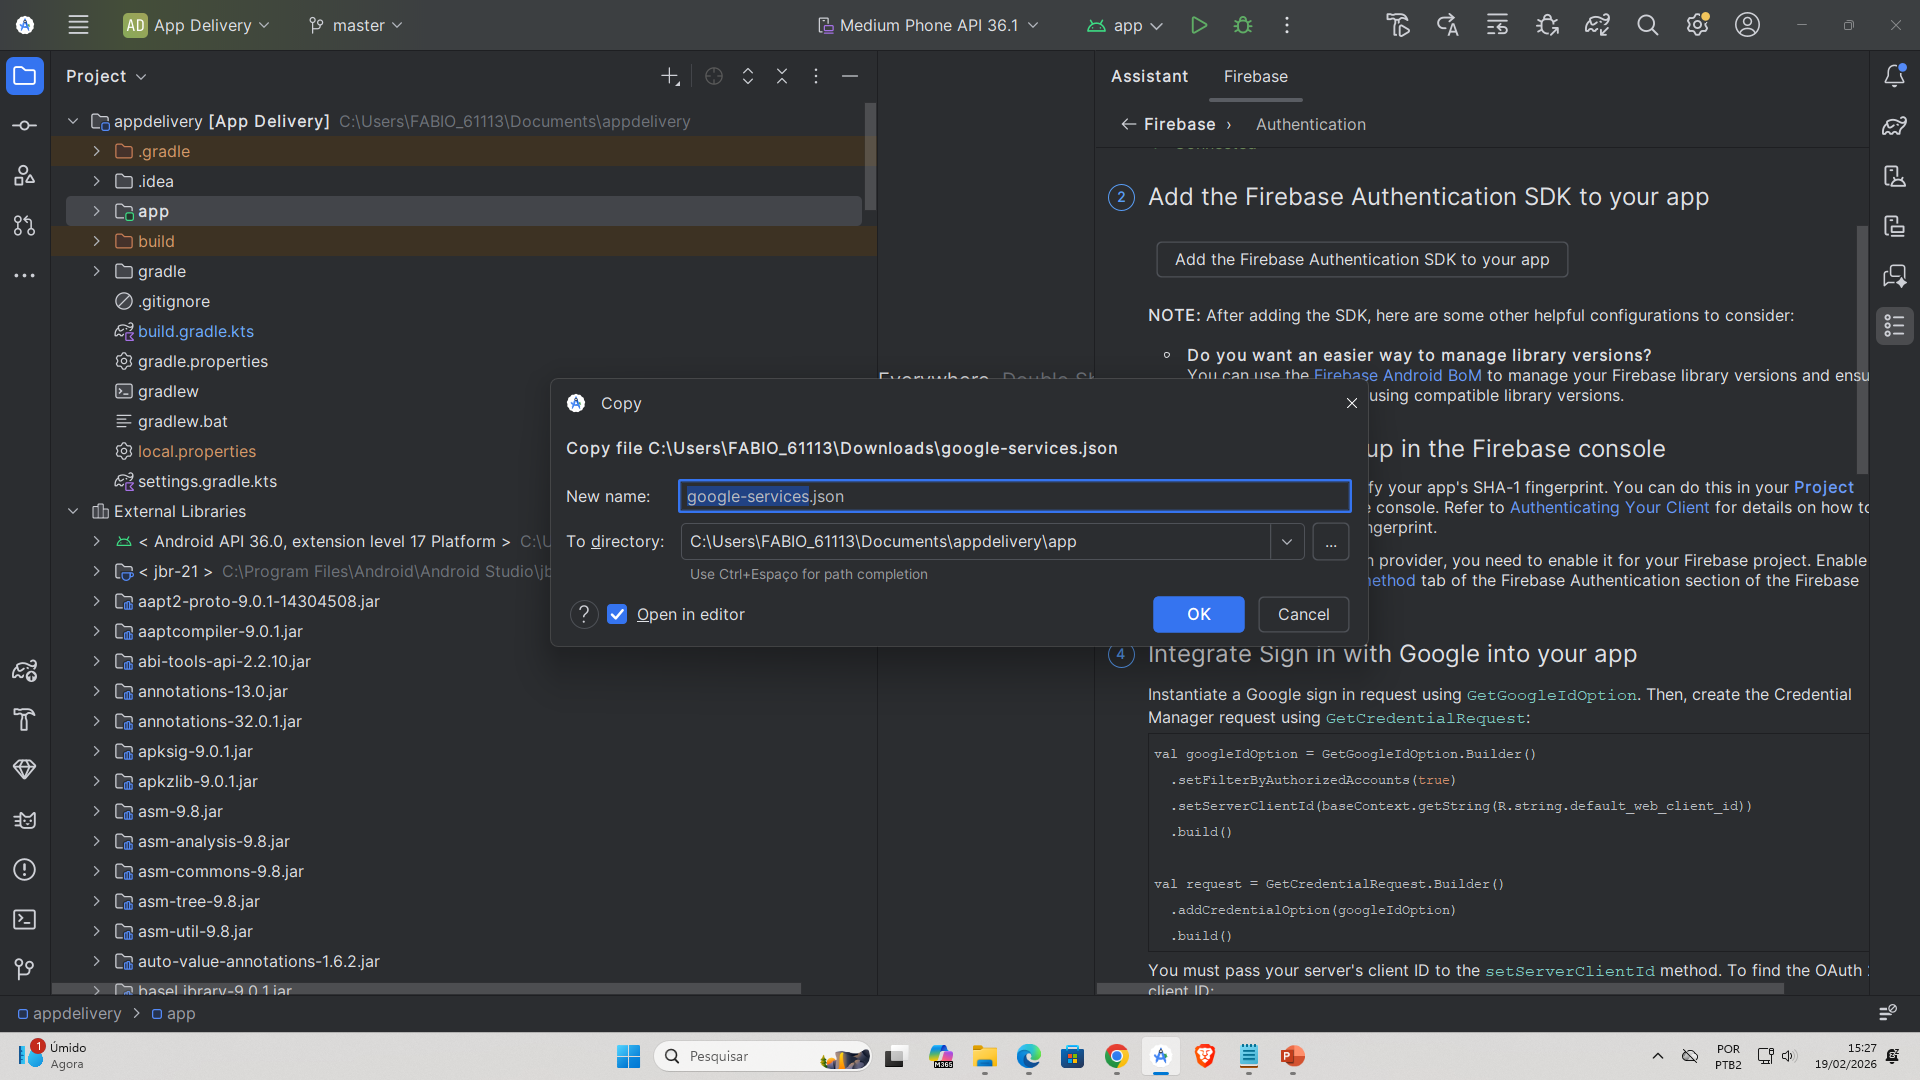 AD App Delivery
master
Medium Phone API 36.1
app
Project
appdelivery [App Delivery] C:\Users\FABIO_61113\Documents\appdelivery
.gradle
.idea
app
build
gradle
.gitignore
build.gradle.kts
gradle.properties
gradlew
gradlew.bat
local.properties
settings.gradle.kts
External Libraries
< Android API 36.0, extension level 17 Platform > C:\U
< jbr-21 > C:\Program Files\Android\Android Studio\jb
aapt2-proto-9.0.1-14304508.jar
aaptcompiler-9.0.1.jar
abi-tools-api-2.2.10.jar
annotations-13.0.jar
annotations-32.0.1.jar
apksig-9.0.1.jar
apkzlib-9.0.1.jar
asm-9.8.jar
asm-analysis-9.8.jar
asm-commons-9.8.jar
asm-tree-9.8.jar
asm-util-9.8.jar
auto-value-annotations-1.6.2.jar
baseLibrary-9.0.1.jar
Everywhere Double Sh
Copy
Copy file C:\Users\FABIO_61113\Downloads\google-services.json
New name: google-services.json
To directory: C:\Users\FABIO_61113\Documents\appdelivery\app
...
Use Ctrl+Espaço for path completion
? Open in editor
OK
Cancel
Assistant
Firebase
Firebase › Authentication
Connected
2 Add the Firebase Authentication SDK to your app
Add the Firebase Authentication SDK to your app
NOTE: After adding the SDK, here are some other helpful configurations to consider:
Do you want an easier way to manage library versions?
You can use the Firebase Android BoM to manage your Firebase library versions and ensu
using compatible library versions.
up in the Firebase console
fy your app's SHA-1 fingerprint. You can do this in your Project
e console. Refer to Authenticating Your Client for details on how to
ngerprint.
n provider, you need to enable it for your Firebase project. Enable
nethod tab of the Firebase Authentication section of the Firebase
4 Integrate Sign in with Google into your app
Instantiate a Google sign in request using GetGoogleIdOption. Then, create the Credential
Manager request using GetCredentialRequest:
val googleIdOption = GetGoogleIdOption.Builder()
.setFilterByAuthorizedAccounts(true)
.setServerClientId(baseContext.getString(R.string.default_web_client_id))
.build()
val request = GetCredentialRequest.Builder()
.addCredentialOption(googleIdOption)
.build()
You must pass your server's client ID to the setServerClientId method. To find the OAuth 2
client ID:
appdelivery > app
1
Úmido
Agora
Pesquisar
M365
POR
PTB2
15:27
19/02/2026